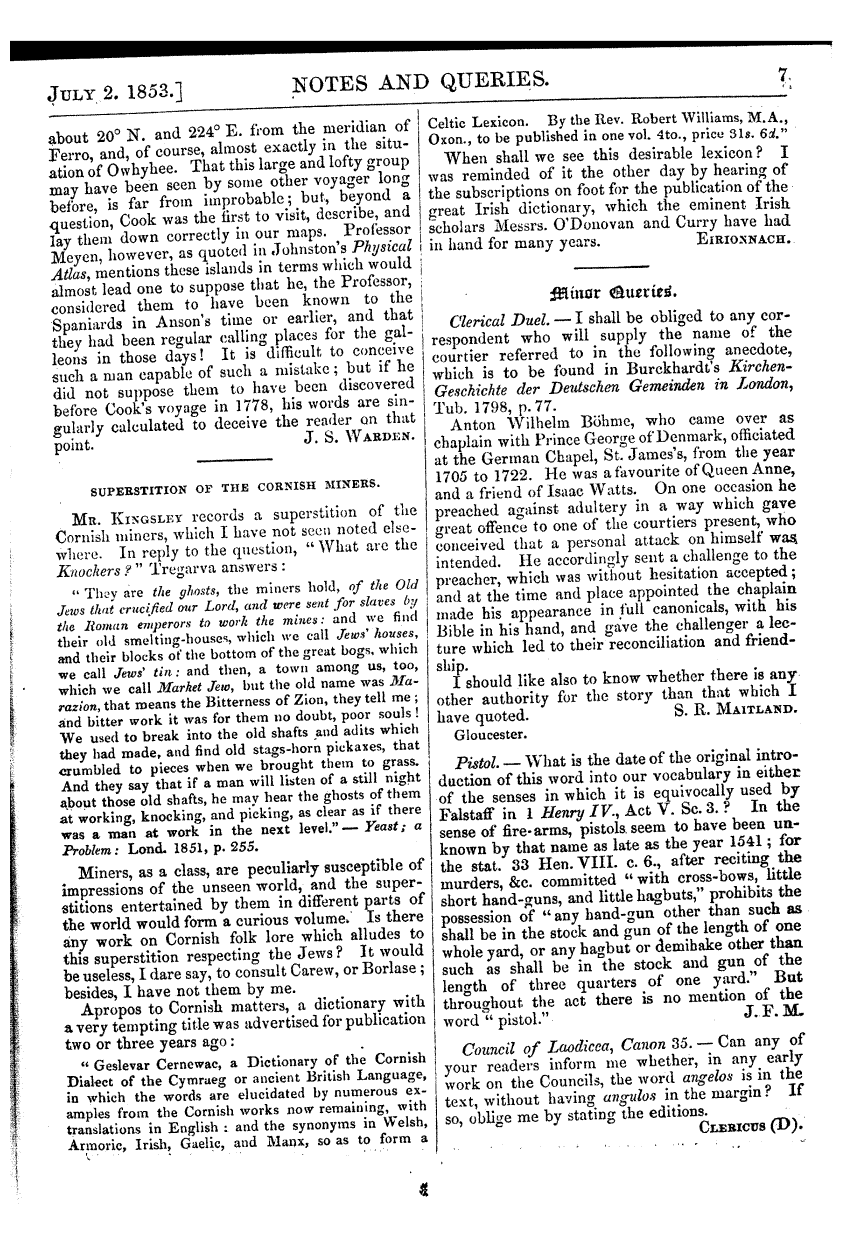 JULY 2. 1853.]
NOTES AND QUERIES.
7
about 20° N. and 224° E. from the meridian of
Ferro, and, of course, almost exactly in the situ-
ation of Owhyhee. That this large and lofty group
may have been seen by some other voyager long
before, is far from improbable; but, beyond a
question, Cook was the first to visit, describe, and
lay them down correctly in our maps. Professor
Meyen, however, as quoted in Johnston's Physical
Atlas, mentions these islands in terms which would
almost lead one to suppose that he, the Professor,
considered them to have been known to the
Spaniards in Anson's time or earlier, and that
they had been regular calling places for the gal-
leons in those days! It is difficult to conceive
such a man capable of such a mistake; but if he
did not suppose them to have been discovered
before Cook's voyage in 1778, his words are sin-
gularly calculated to deceive the reader on that
point. J. S. WARDEN.
SUPERSTITION OF THE CORNISH MINERS.
MR. KINGSLEY records a superstition of the
Cornish miners, which I have not seen noted else-
where. In reply to the question, "What are the
Knockers?" Tregarva answers:
"They are the ghosts, the miners hold, of the Old
Jews that crucified our Lord, and were sent for slaves by
the Roman emperors to work the mines: and we find
their old smelting-houses, which we call Jews' houses,
and their blocks of the bottom of the great bogs, which
we call Jews' tin: and then, a town among us, too,
which we call Market Jew, but the old name was Ma-
razion, that means the Bitterness of Zion, they tell me;
and bitter work it was for them no doubt, poor souls!
We used to break into the old shafts and adits which
they had made, and find old stags-horn pickaxes, that
crumbled to pieces when we brought them to grass.
And they say that if a man will listen of a still night
about those old shafts, he may hear the ghosts of them
at working, knocking, and picking, as clear as if there
was a man at work in the next level."—Yeast; a
Problem: Lond. 1851, p. 255.
Miners, as a class, are peculiarly susceptible of
impressions of the unseen world, and the super-
stitions entertained by them in different parts of
the world would form a curious volume. Is there
any work on Cornish folk lore which alludes to
this superstition respecting the Jews? It would
be useless, I dare say, to consult Carew, or Borlase;
besides, I have not them by me.
Apropos to Cornish matters, a dictionary with
a very tempting title was advertised for publication
two or three years ago:
"Geslevar Cernewac, a Dictionary of the Cornish
Dialect of the Cymraeg or ancient British Language,
in which the words are elucidated by numerous ex-
amples from the Cornish works now remaining, with
translations in English: and the synonyms in Welsh,
Armoric, Irish, Gaelic, and Manx, so as to form a
Celtic Lexicon. By the Rev. Robert Williams, M.A.,
Oxon., to be published in one vol. 4to., price 31s. 6d."
When shall we see this desirable lexicon? I
was reminded of it the other day by hearing of
the subscriptions on foot for the publication of the
great Irish dictionary, which the eminent Irish
scholars Messrs. O'Donovan and Curry have had
in hand for many years. EIRIONNACH.
Minor Queries.
Clerical Duel.—I shall be obliged to any cor-
respondent who will supply the name of the
courtier referred to in the following anecdote,
which is to be found in Burckhardt's Kirchen-
Geschichte der Deutschen Gemeinden in London,
Tub. 1798, p. 77.
Anton Wilhelm Böhme, who came over as
chaplain with Prince George of Denmark, officiated
at the German Chapel, St. James's, from the year
1705 to 1722. He was a favourite of Queen Anne,
and a friend of Isaac Watts. On one occasion he
preached against adultery in a way which gave
great offence to one of the courtiers present, who
conceived that a personal attack on himself was
intended. He accordingly sent a challenge to the
preacher, which was without hesitation accepted;
and at the time and place appointed the chaplain
made his appearance in full canonicals, with his
Bible in his hand, and gave the challenger a lec-
ture which led to their reconciliation and friend-
ship.
I should like also to know whether there is any
other authority for the story than that which I
have quoted. S. R. MAITLAND.
Gloucester.
Pistol.—What is the date of the original intro-
duction of this word into our vocabulary in either
of the senses in which it is equivocally used by
Falstaff in 1 Henry IV., Act V. Sc. 3.? In the
sense of fire-arms, pistols seem to have been un-
known by that name as late as the year 1541; for
the stat. 33 Hen. VIII. c. 6., after reciting the
murders, &c. committed "with cross-bows, little
short hand-guns, and little hagbuts," prohibits the
possession of "any hand-gun other than such as
shall be in the stock and gun of the length of one
whole yard, or any hagbut or demihake other than
such as shall be in the stock and gun of the
length of three quarters of one yard." But
throughout the act there is no mention of the
word "pistol." J. F. M.
Council of Laodicea, Canon 35.—Can any of
your readers inform me whether, in any early
work on the Councils, the word angelos is in the
text, without having angulos in the margin? If
so, oblige me by stating the editions.
CLERICUS (D).